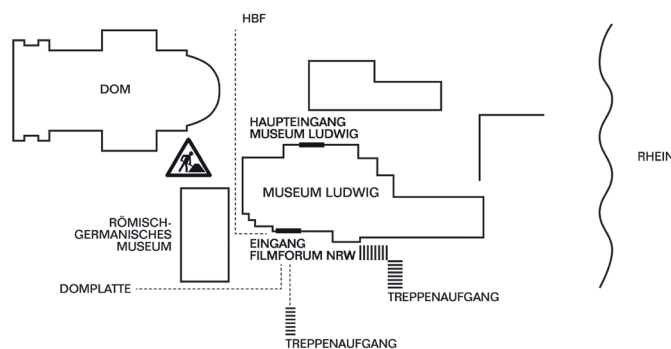 HBF
DOM
HAUPTEINGANG
MUSEUM LUDWIG
RHEIN
MUSEUM LUDWIG
RÖMISCH-
GERMANISCHES
MUSEUM
EINGANG
FILMFORUM NRW
DOMPLATTE
TREPPENAUFGANG
TREPPENAUFGANG